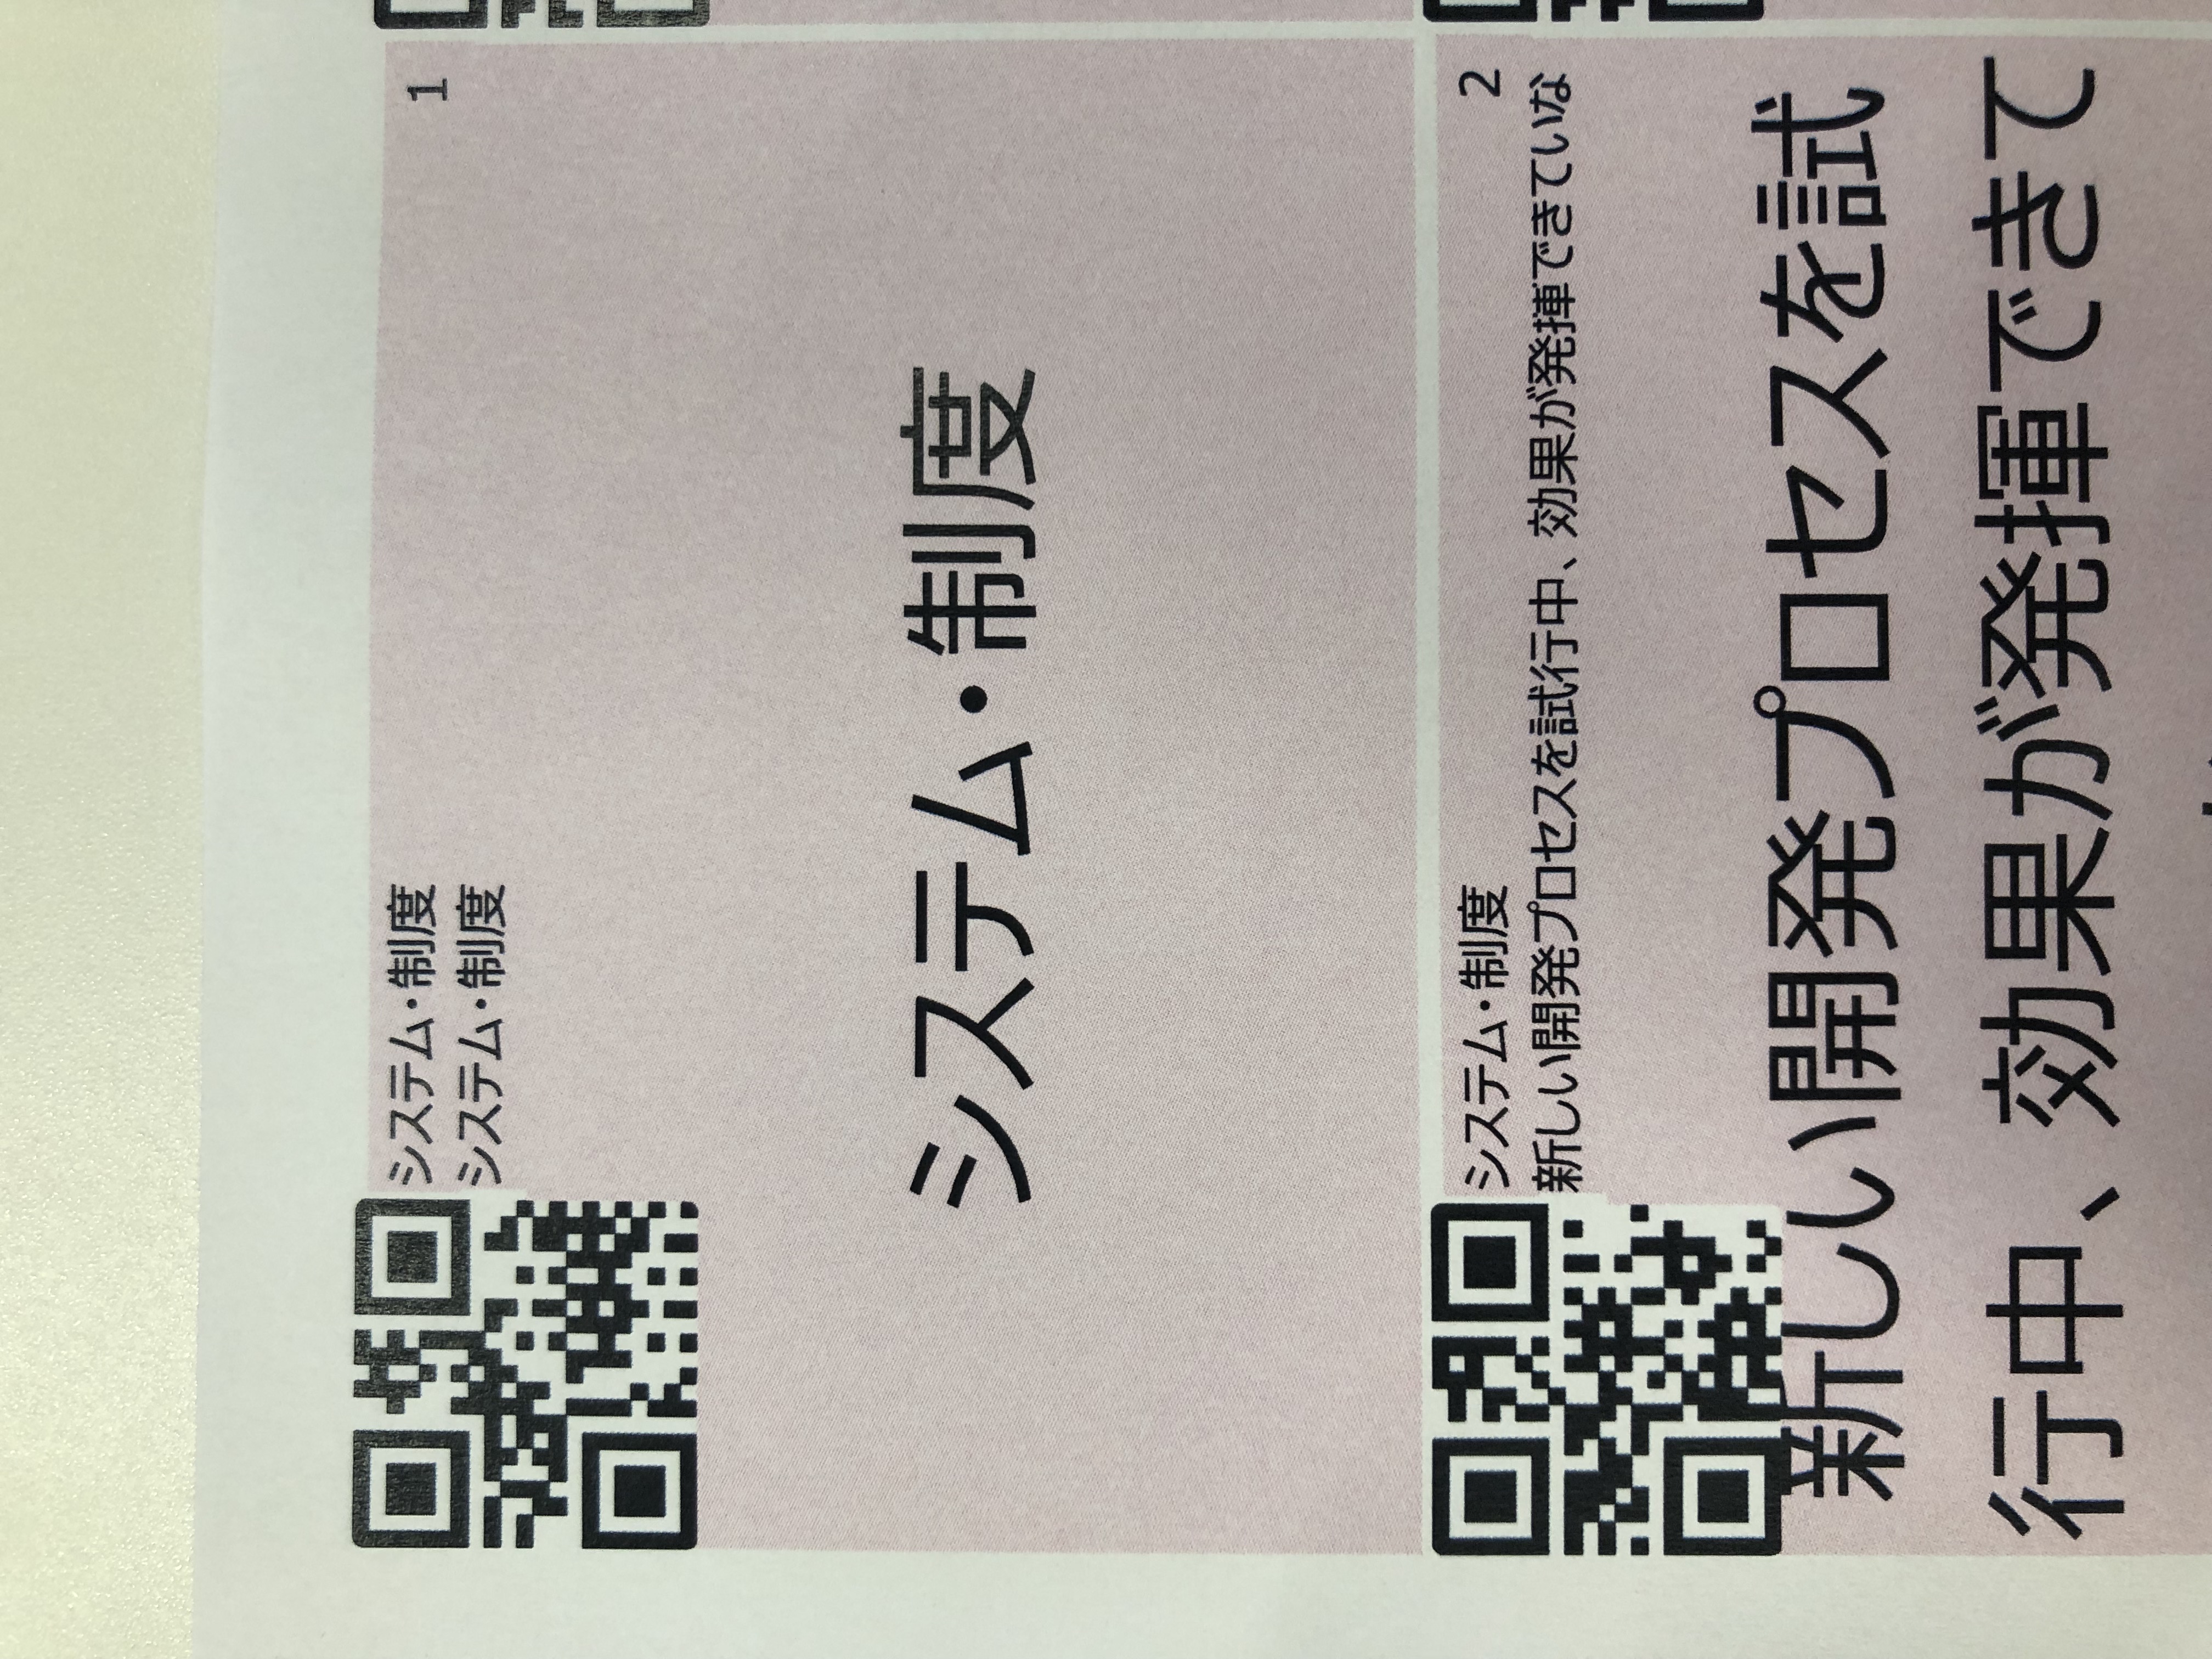 システム・制度
1
システム・制度
システム・制度
システム・制度
2
新しい開発プロセスを試行中、効果が発揮できていな
新しい開発プロセスを試
行中、効果が発揮できて